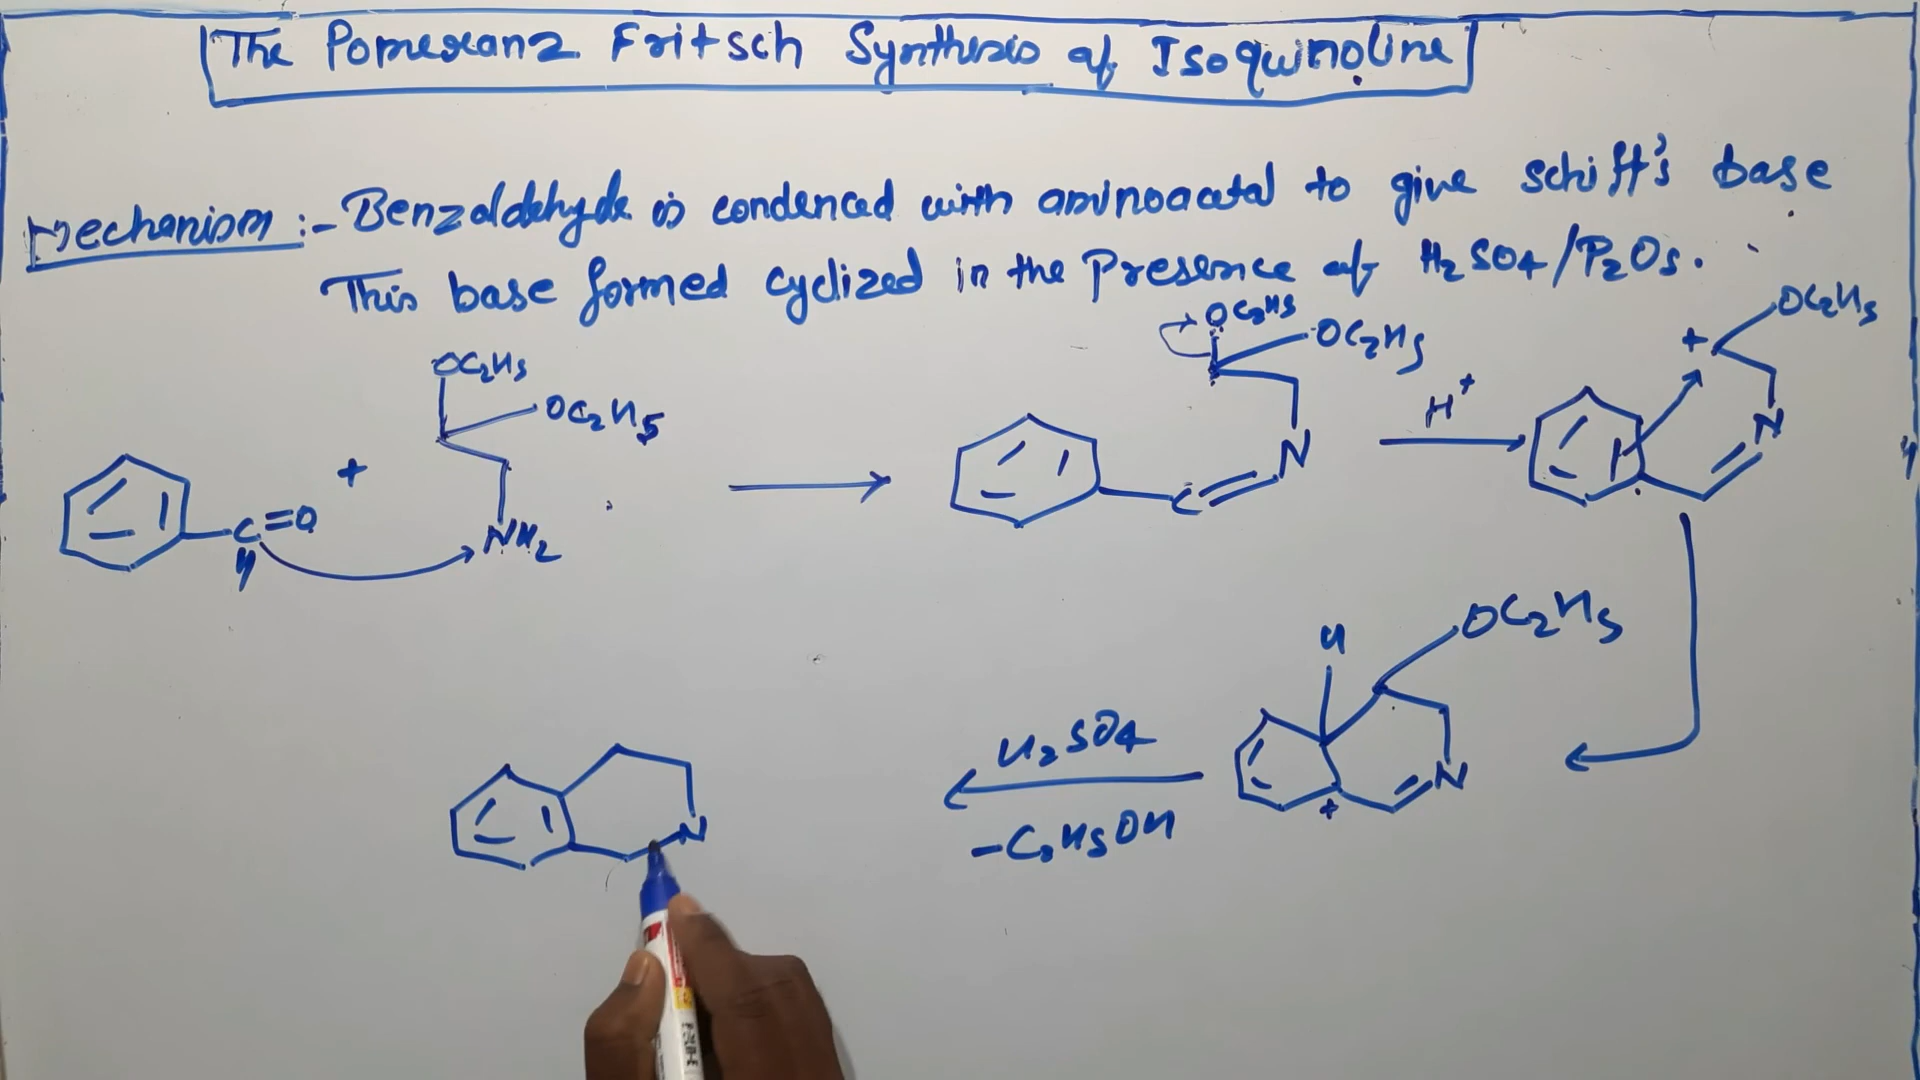 The Pomeranz Fritsch Synthesis of Isoquinoline
Mechanism :- Benzaldehyde is condenced with aminoacetal to give schiff's base
This base formed cyclized in the Presence of H2SO4/P2O5.
OC2H5
OC2H5
+
C=O
H
NH2
OC2H5
OC2H5
N
C
H+
+
OC2H5
N
H
OC2H5
N
+
H2SO4
-C2H5OH
N